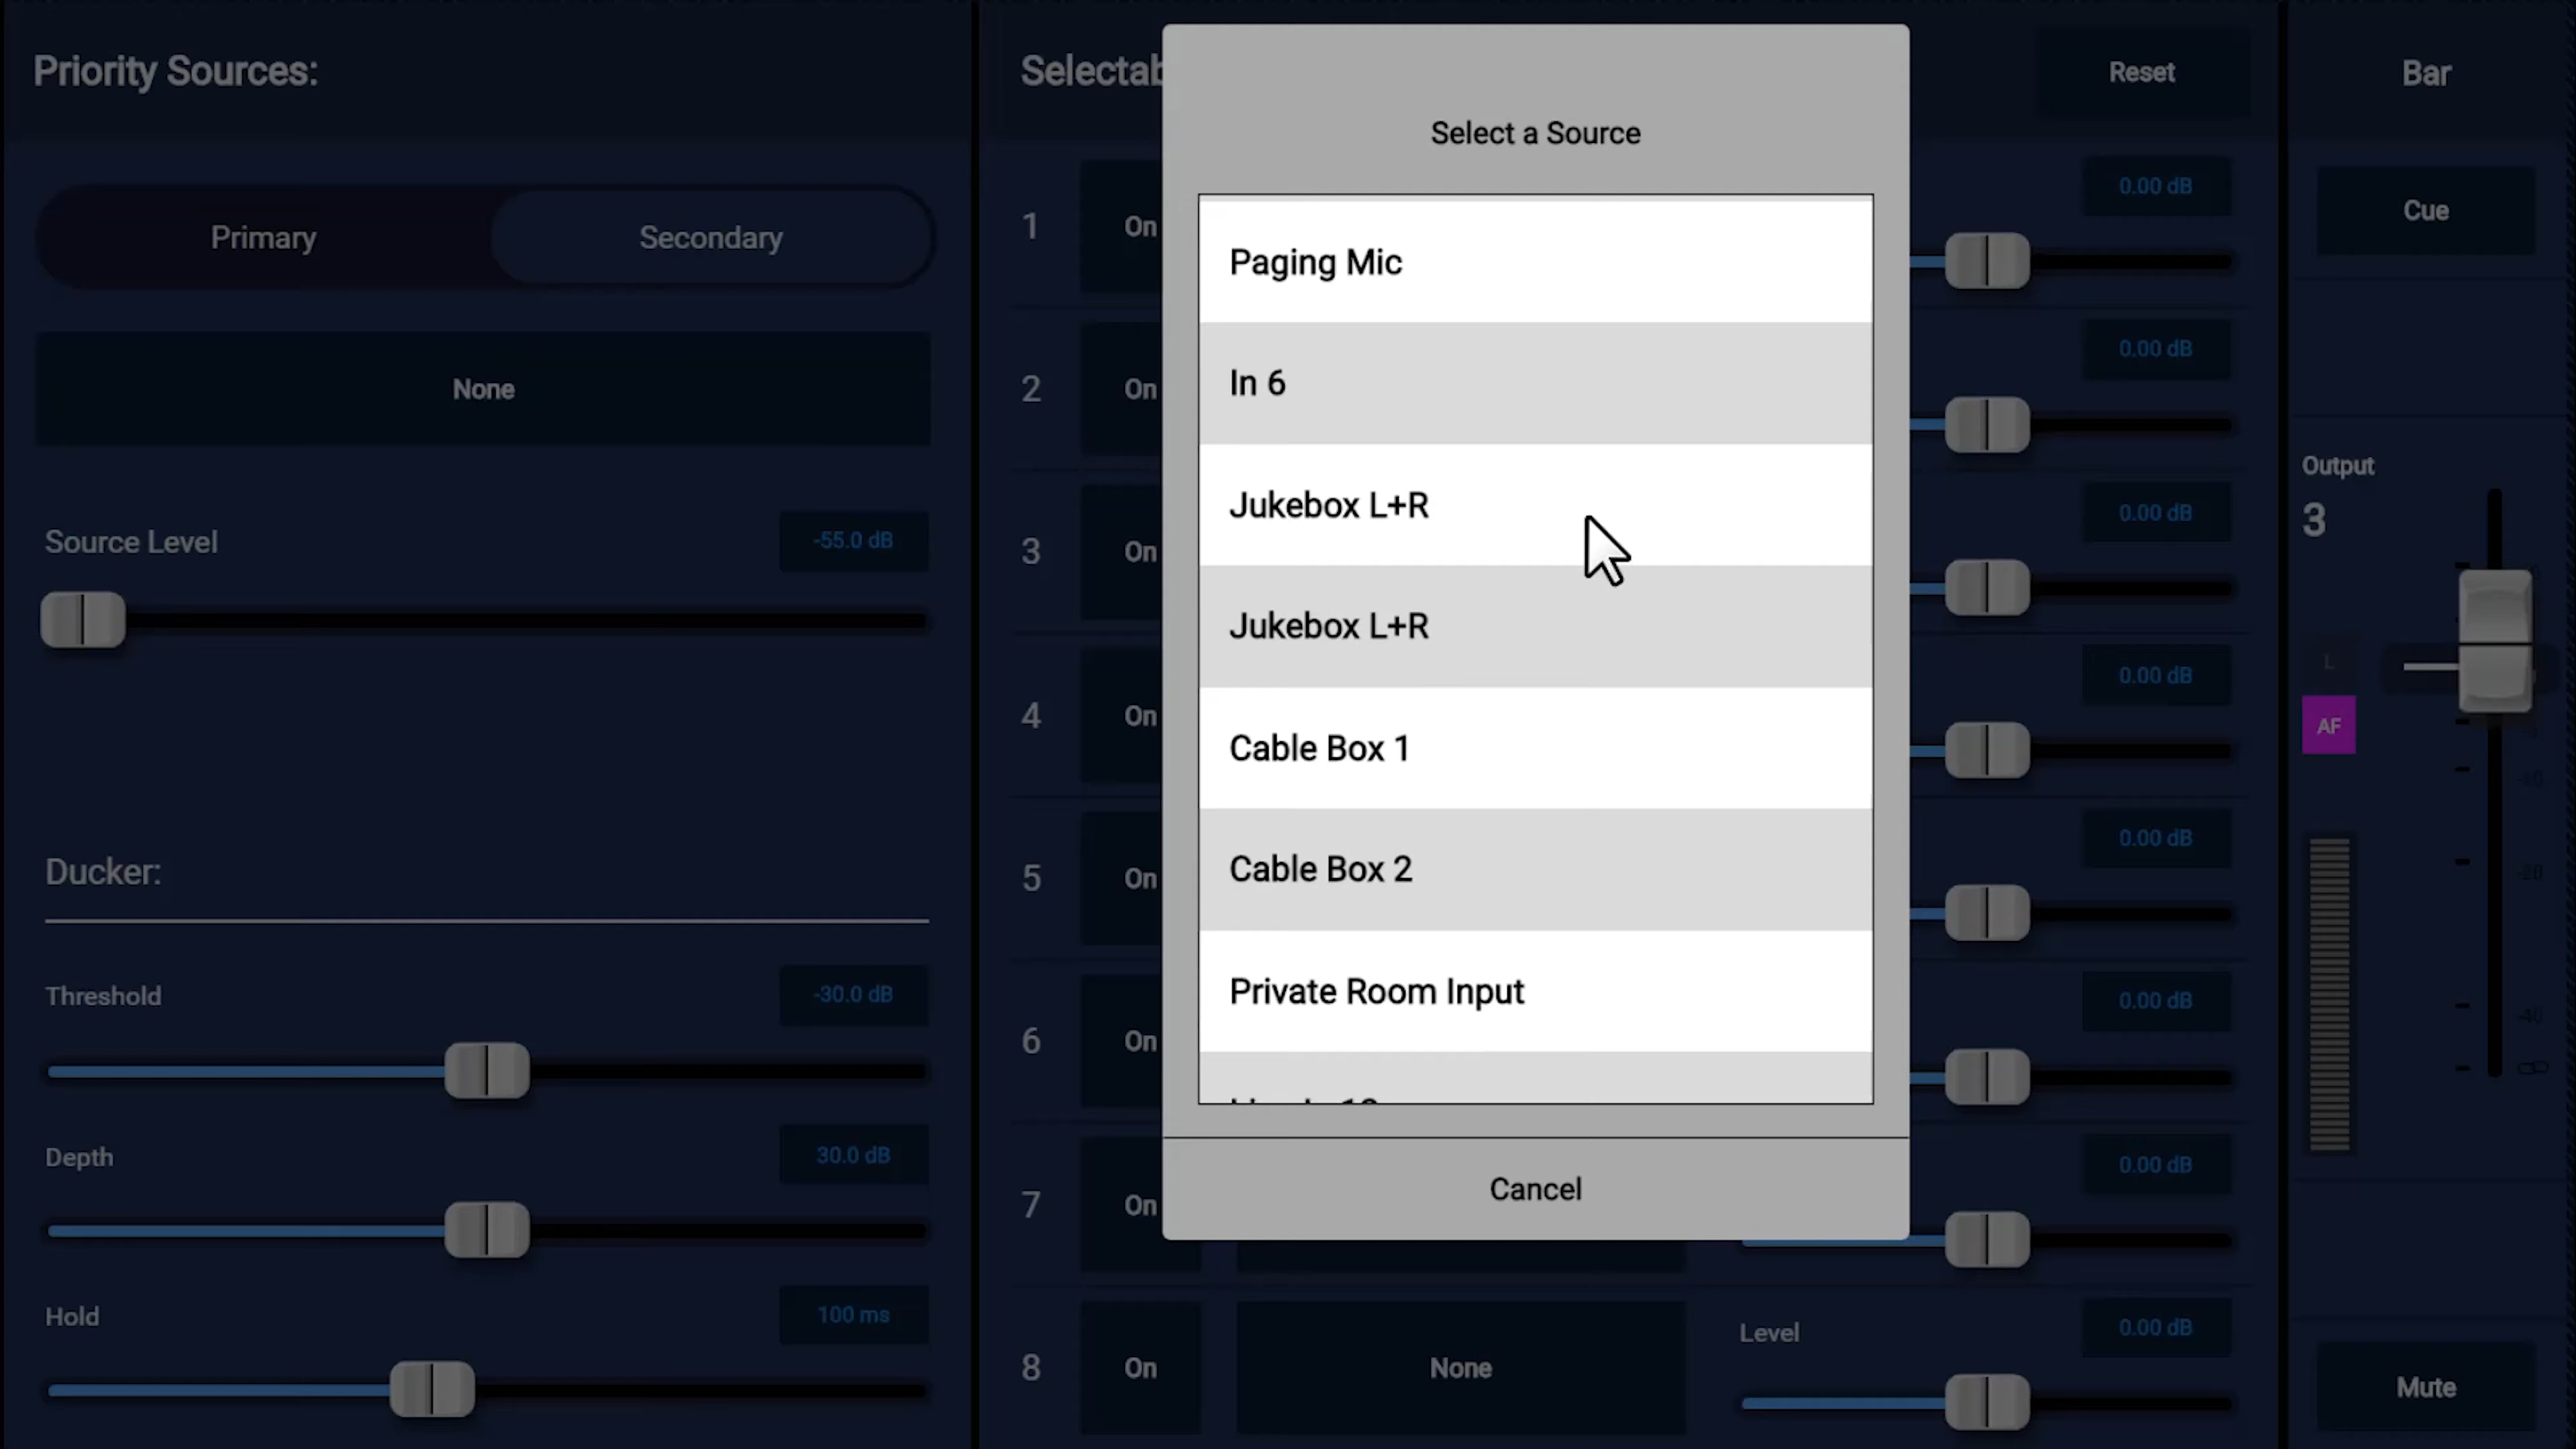 Priority Sources:
Primary
Secondary
None
Source Level
-55.0 dB
Ducker:
Threshold
-30.0 dB
Depth
30.0 dB
Hold
100 ms
Selectab
Reset
1
On
0.00 dB
2
On
0.00 dB
3
On
0.00 dB
4
On
0.00 dB
5
On
0.00 dB
6
On
0.00 dB
7
On
0.00 dB
8
On
None
Level
0.00 dB
Select a Source
Paging Mic
In 6
Jukebox L+R
Jukebox L+R
Cable Box 1
Cable Box 2
Private Room Input
Cancel
Bar
Cue
Output
3
L
AF
-20
-40
Mute